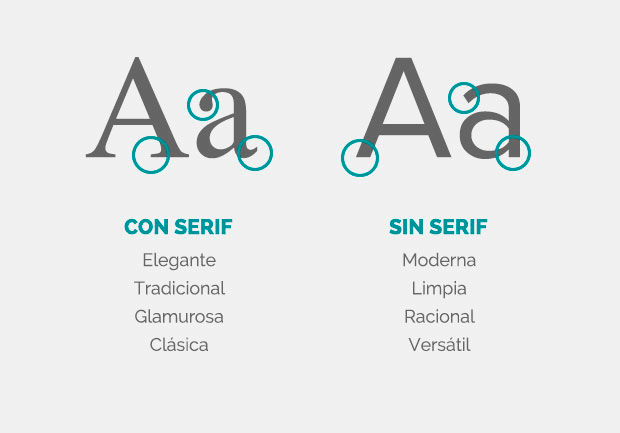 Aa
Aa
CON SERIF
Elegante
Tradicional
Glamurosa
Clásica
SIN SERIF
Moderna
Limpia
Racional
Versátil